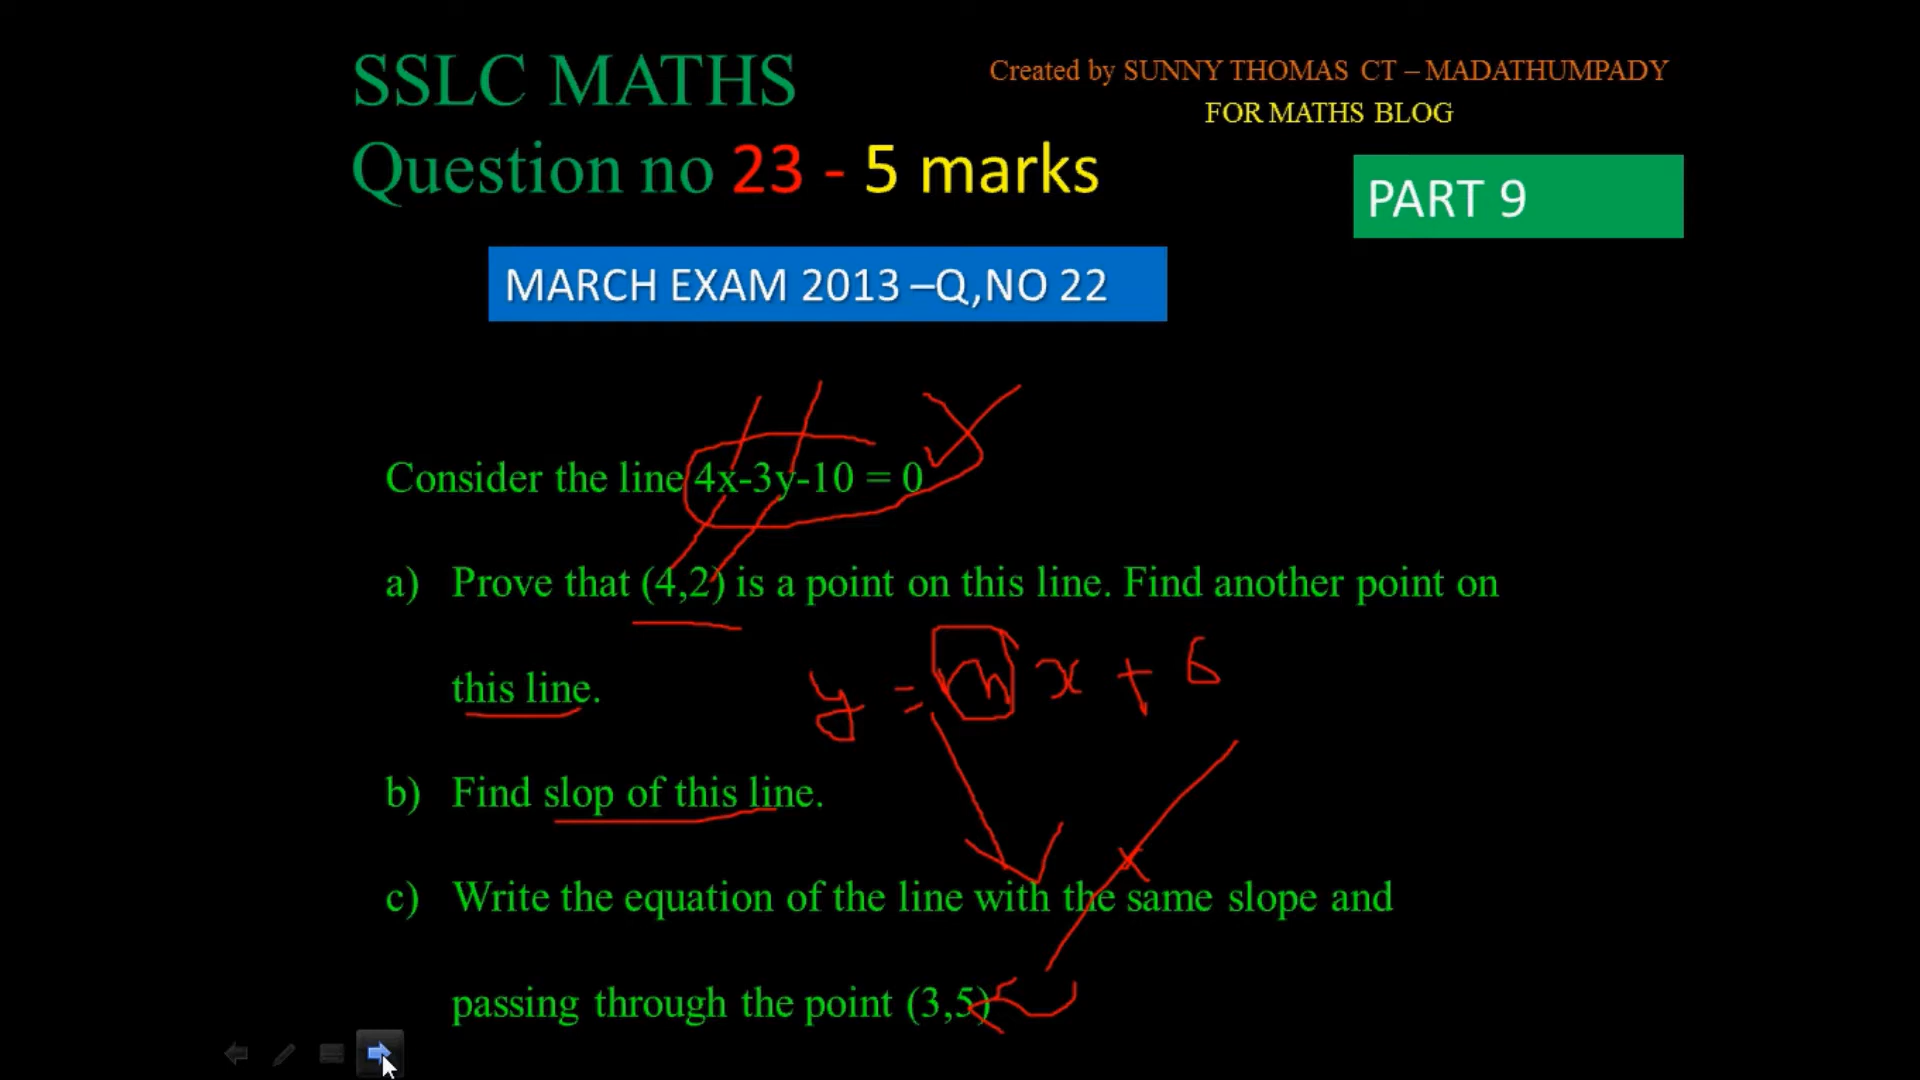 SSLC MATHS
Created by SUNNY THOMAS CT – MADATHUMPADY
FOR MATHS BLOG
Question no 23 - 5 marks
PART 9
MARCH EXAM 2013 –Q,NO 22
Consider the line 4x-3y-10 = 0
a) Prove that (4,2) is a point on this line. Find another point on
this line.
y = m x + 6
b) Find slop of this line.
c) Write the equation of the line with the same slope and
passing through the point (3,5)